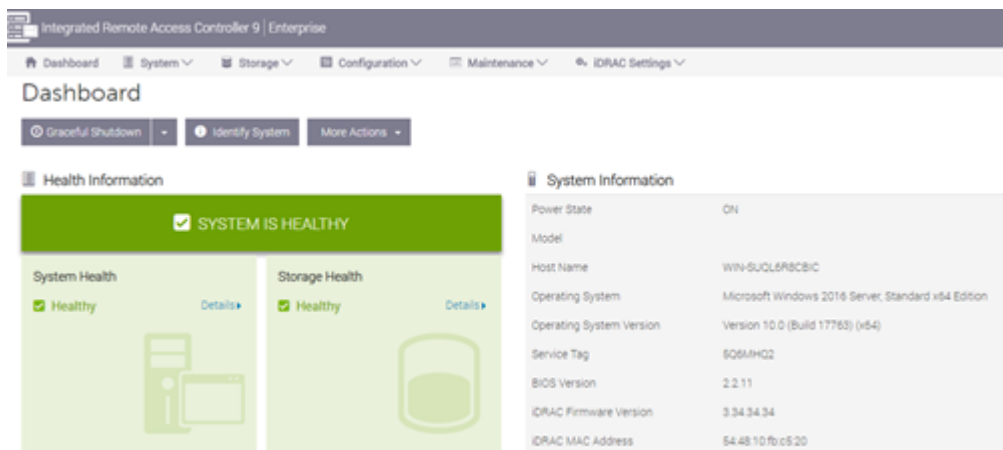 Integrated Remote Access Controller 9 | Enterprise
Dashboard System Storage Configuration Maintenance iDRAC Settings
Dashboard
Graceful Shutdown Identify System More Actions
Health Information
SYSTEM IS HEALTHY
System Health
Healthy Details
Storage Health
Healthy Details
System Information
Power State ON
Model
Host Name WIN-SUQL6R8CBIC
Operating System Microsoft Windows 2016 Server, Standard x64 Edition
Operating System Version Version 10.0 (Build 17763) (x64)
Service Tag
BIOS Version 2.2.11
iDRAC Firmware Version 3.34.34.34
iDRAC MAC Address 54:48:10:fb:c5:20